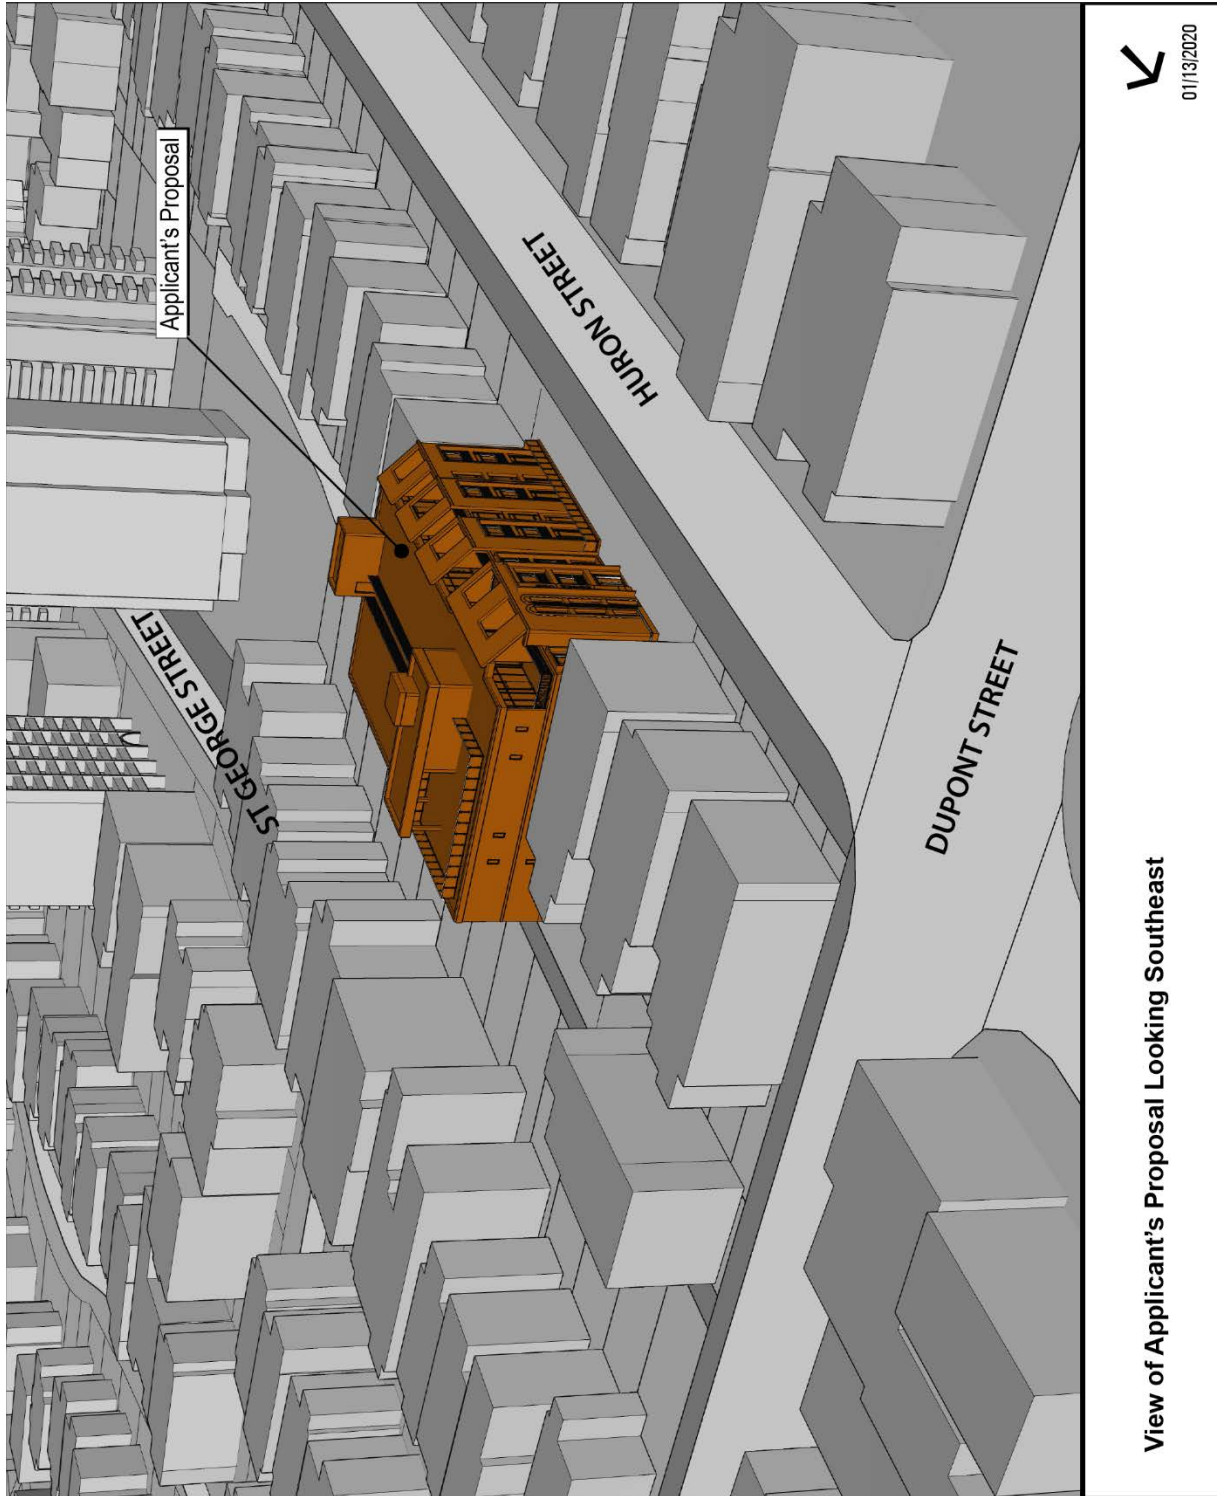 Applicant's Proposal
ST GEORGE STREET
HURON STREET
DUPONT STREET
View of Applicant's Proposal Looking Southeast
01/13/2020